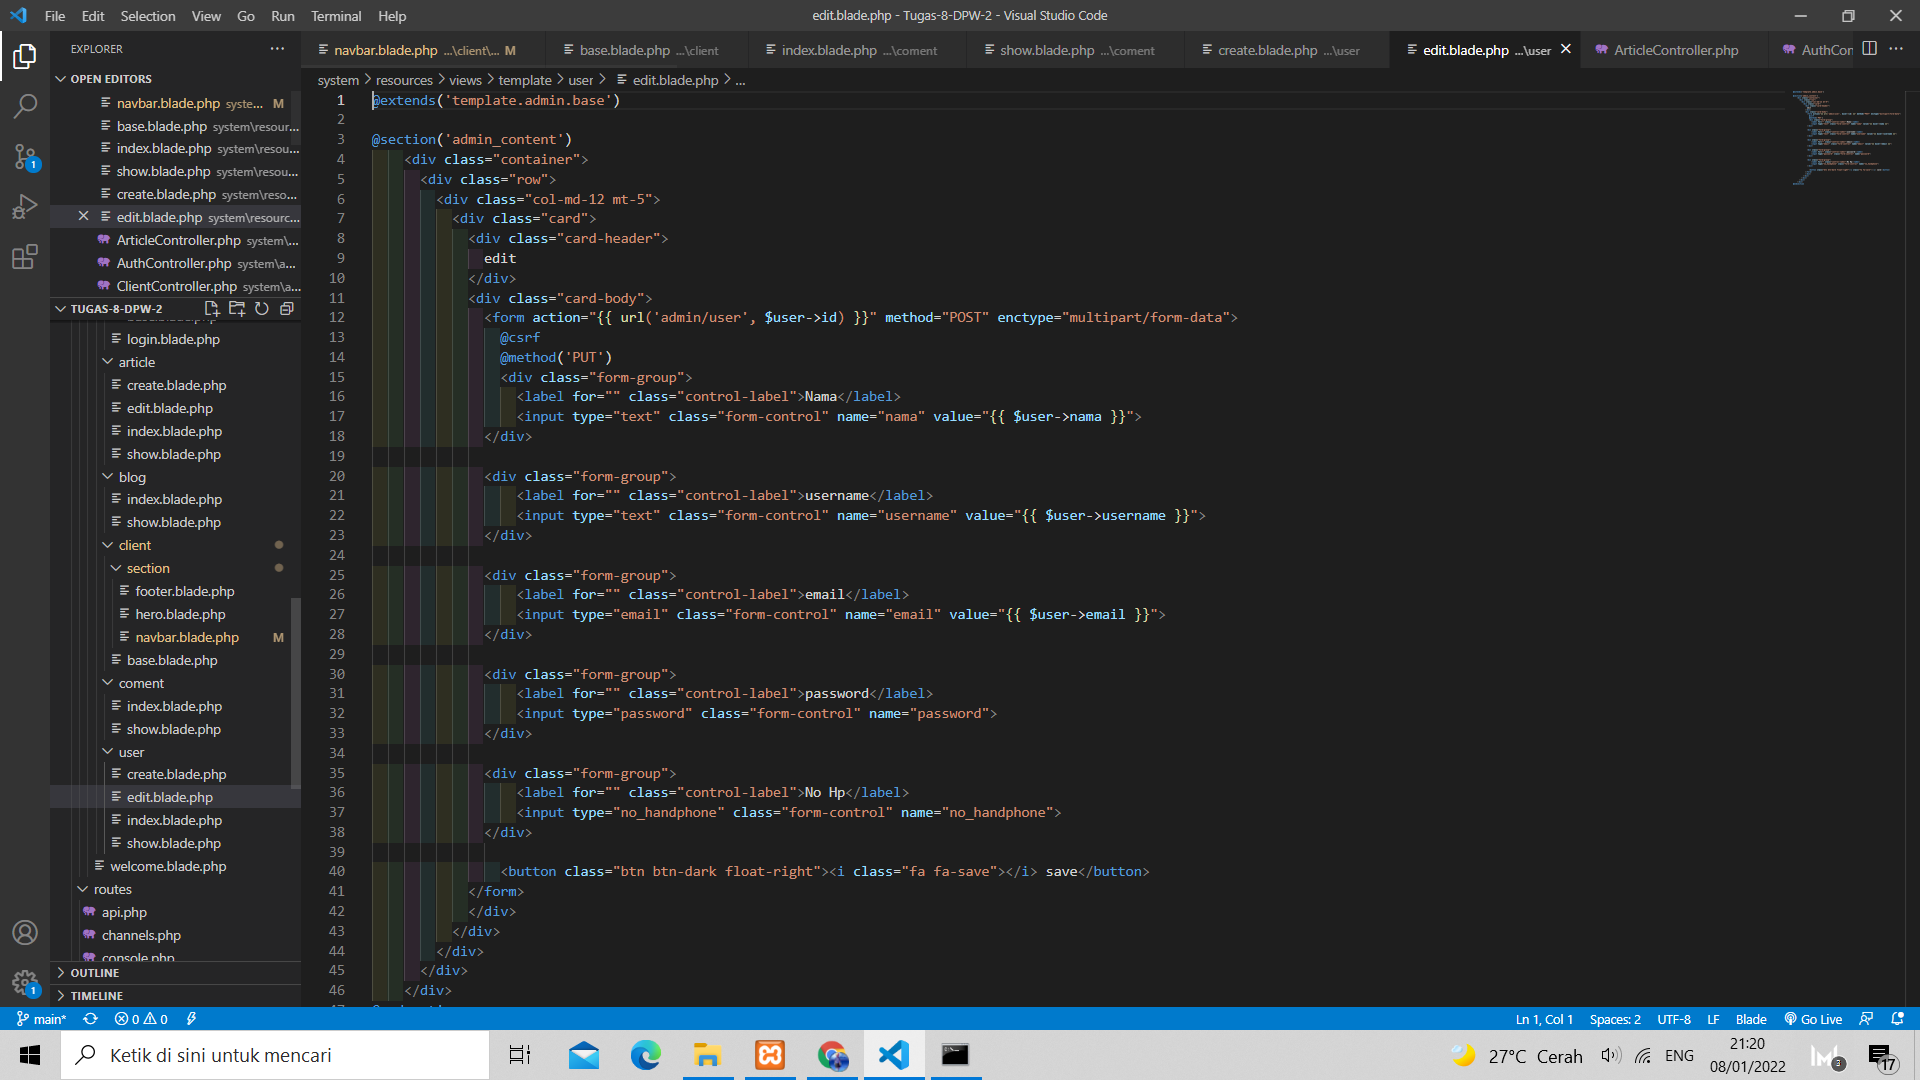 File Edit Selection View Go Run Terminal Help
edit.blade.php - Tugas-8-DPW-2 - Visual Studio Code
EXPLORER
navbar.blade.php ...\client\... M
base.blade.php ...\client
index.blade.php ...\coment
show.blade.php ...\coment
create.blade.php ...\user
edit.blade.php ...\user
ArticleController.php
AuthCon
system > resources > views > template > user > edit.blade.php > ...
OPEN EDITORS
navbar.blade.php syste... M
base.blade.php system\resour...
index.blade.php system\resou...
show.blade.php system\resou...
create.blade.php system\reso...
edit.blade.php system\resourc...
ArticleController.php system\...
AuthController.php system\a...
ClientController.php system\a...
TUGAS-8-DPW-2
login.blade.php
article
create.blade.php
edit.blade.php
index.blade.php
show.blade.php
blog
index.blade.php
show.blade.php
client
section
footer.blade.php
hero.blade.php
navbar.blade.php M
base.blade.php
coment
index.blade.php
show.blade.php
user
create.blade.php
edit.blade.php
index.blade.php
show.blade.php
welcome.blade.php
routes
api.php
channels.php
console.php
OUTLINE
TIMELINE
1 @extends('template.admin.base')
2
3 @section('admin_content')
4 <div class="container">
5 <div class="row">
6 <div class="col-md-12 mt-5">
7 <div class="card">
8 <div class="card-header">
9 edit
10 </div>
11 <div class="card-body">
12 <form action="{{ url('admin/user', $user->id) }}" method="POST" enctype="multipart/form-data">
13 @csrf
14 @method('PUT')
15 <div class="form-group">
16 <label for="" class="control-label">Nama</label>
17 <input type="text" class="form-control" name="nama" value="{{ $user->nama }}">
18 </div>
19
20 <div class="form-group">
21 <label for="" class="control-label">username</label>
22 <input type="text" class="form-control" name="username" value="{{ $user->username }}">
23 </div>
24
25 <div class="form-group">
26 <label for="" class="control-label">email</label>
27 <input type="email" class="form-control" name="email" value="{{ $user->email }}">
28 </div>
29
30 <div class="form-group">
31 <label for="" class="control-label">password</label>
32 <input type="password" class="form-control" name="password">
33 </div>
34
35 <div class="form-group">
36 <label for="" class="control-label">No Hp</label>
37 <input type="no_handphone" class="form-control" name="no_handphone">
38 </div>
39
40 <button class="btn btn-dark float-right"><i class="fa fa-save"></i> save</button>
41 </form>
42 </div>
43 </div>
44 </div>
45 </div>
46 </div>
1
1
main* 0 0
Ln 1, Col 1 Spaces: 2 UTF-8 LF Blade Go Live
Ketik di sini untuk mencari
27°C Cerah ENG
21:20
08/01/2022
3
17